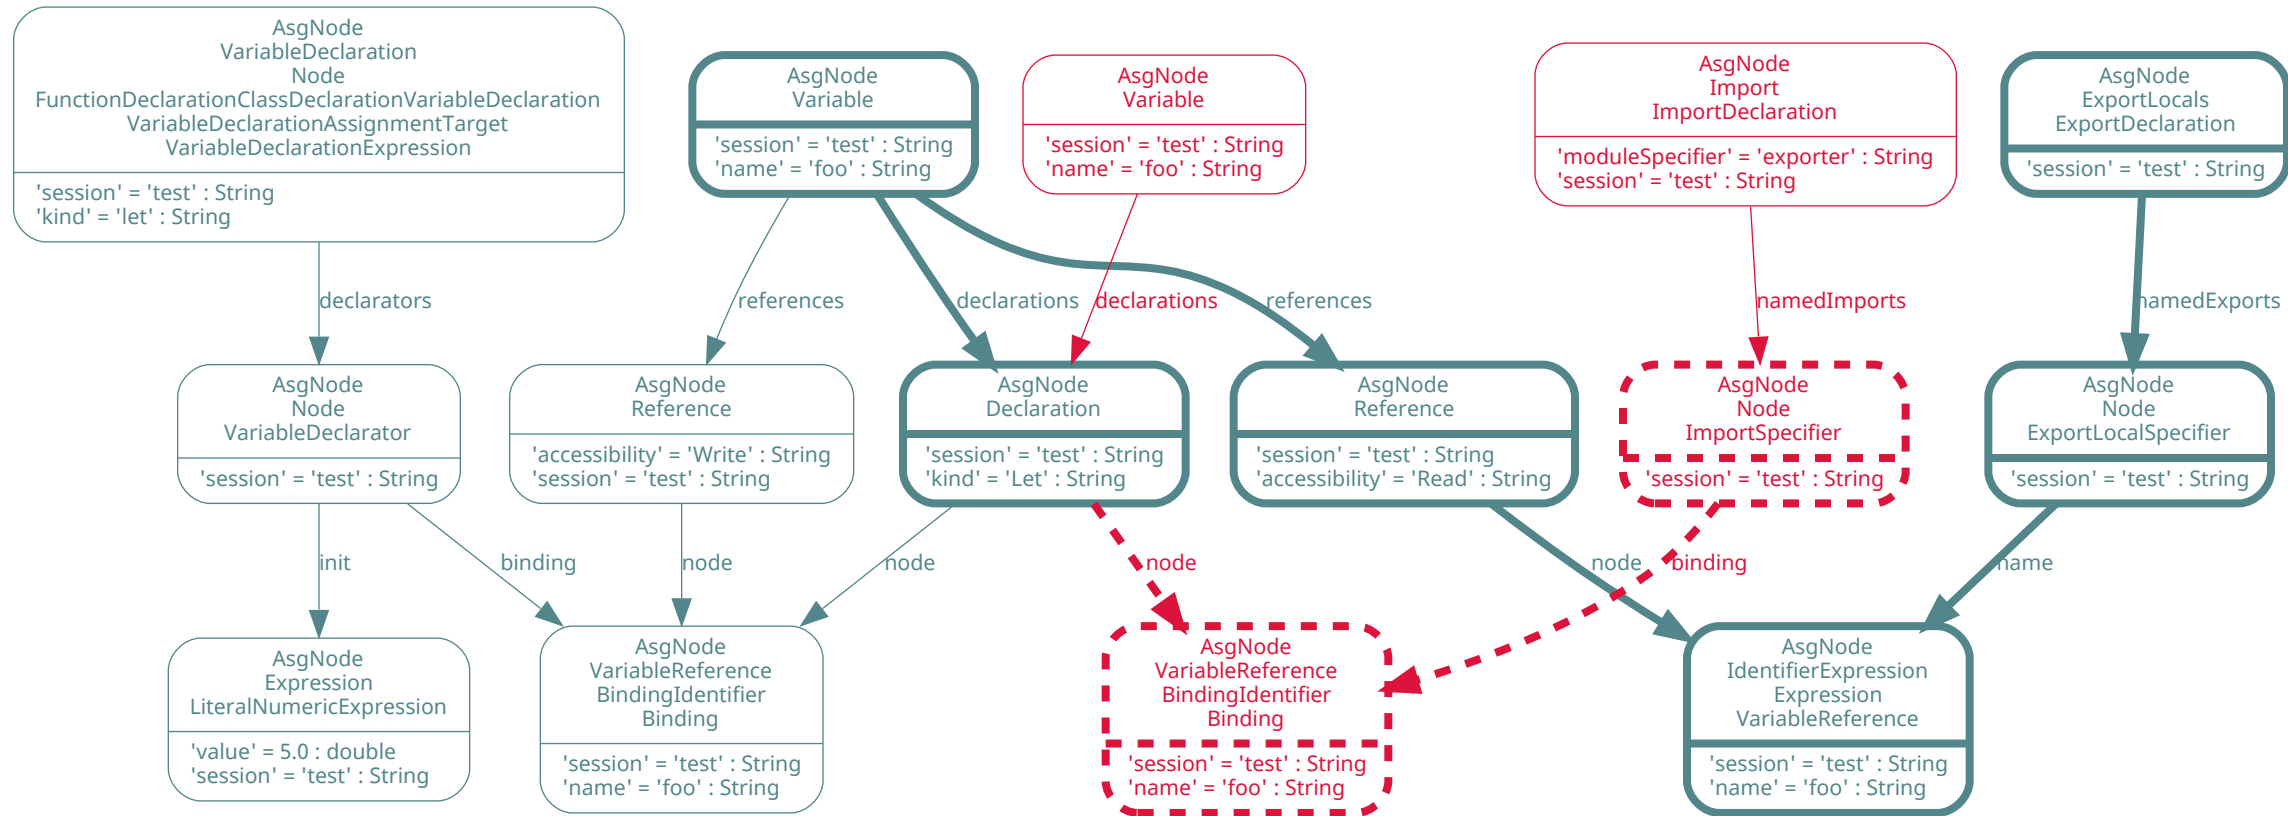 AsgNode
VariableDeclaration
Node
FunctionDeclarationClassDeclarationVariableDeclaration
VariableDeclarationAssignmentTarget
VariableDeclarationExpression
'session' = 'test' : String
'kind' = 'let' : String
AsgNode
Variable
'session' = 'test' : String
'name' = 'foo' : String
AsgNode
Variable
'session' = 'test' : String
'name' = 'foo' : String
AsgNode
Import
ImportDeclaration
'moduleSpecifier' = 'exporter' : String
'session' = 'test' : String
AsgNode
ExportLocals
ExportDeclaration
'session' = 'test' : String
declarators
references
declarations
declarations
references
namedImports
namedExports
AsgNode
Node
VariableDeclarator
'session' = 'test' : String
AsgNode
Reference
'accessibility' = 'Write' : String
'session' = 'test' : String
AsgNode
Declaration
'session' = 'test' : String
'kind' = 'Let' : String
AsgNode
Reference
'session' = 'test' : String
'accessibility' = 'Read' : String
AsgNode
Node
ImportSpecifier
'session' = 'test' : String
AsgNode
Node
ExportLocalSpecifier
'session' = 'test' : String
init
binding
node
node
node
node
binding
name
AsgNode
Expression
LiteralNumericExpression
'value' = 5.0 : double
'session' = 'test' : String
AsgNode
VariableReference
BindingIdentifier
Binding
'session' = 'test' : String
'name' = 'foo' : String
AsgNode
VariableReference
BindingIdentifier
Binding
'session' = 'test' : String
'name' = 'foo' : String
AsgNode
IdentifierExpression
Expression
VariableReference
'session' = 'test' : String
'name' = 'foo' : String